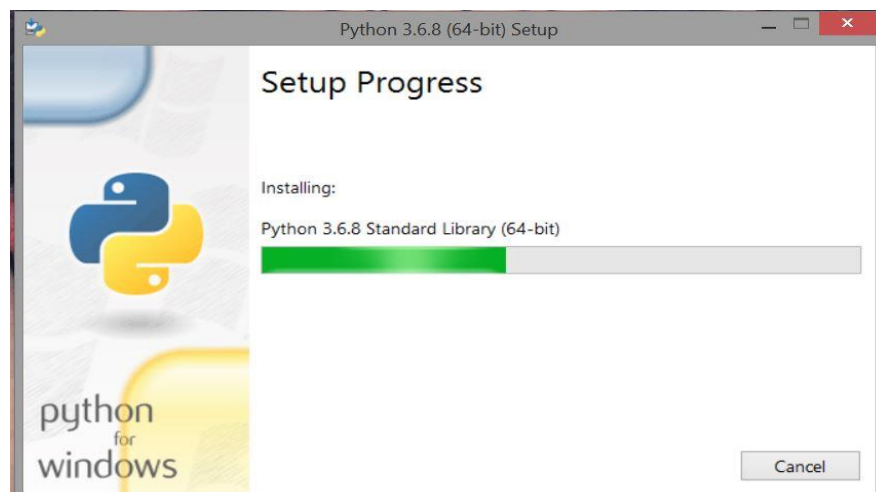 Python 3.6.8 (64-bit) Setup
Setup Progress
Installing:
Python 3.6.8 Standard Library (64-bit)
python
for
windows
Cancel